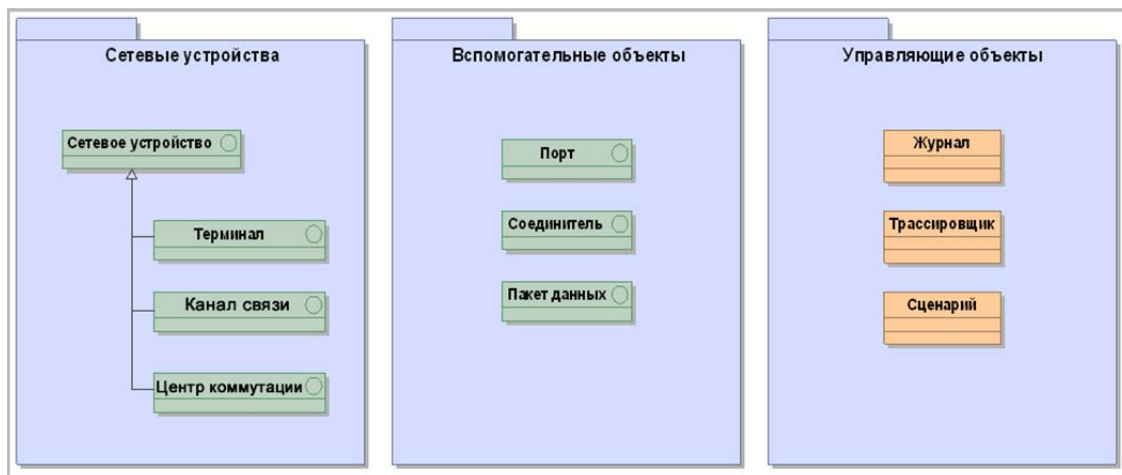 Сетевые устройства
Сетевое устройство
Терминал
Канал связи
Центр коммутации
Вспомогательные объекты
Порт
Соединитель
Пакет данных
Управляющие объекты
Журнал
Трассировщик
Сценарий